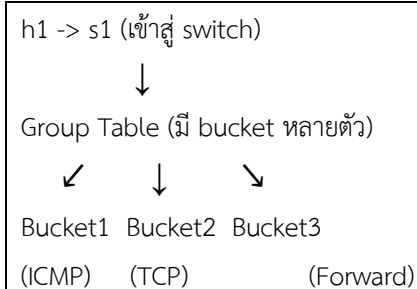 h1 -> s1 (เข้าสู่ switch)
↓
Group Table (มี bucket หลายตัว)
↙ ↓ ↘
Bucket1 Bucket2 Bucket3
(ICMP) (TCP) (Forward)